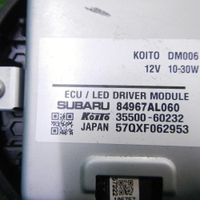 KOITO DM006
12V 10-30W
ECU / LED DRIVER MODULE
SUBARU 84967AL060
KOITO 35500-60232
JAPAN 57QXF062953